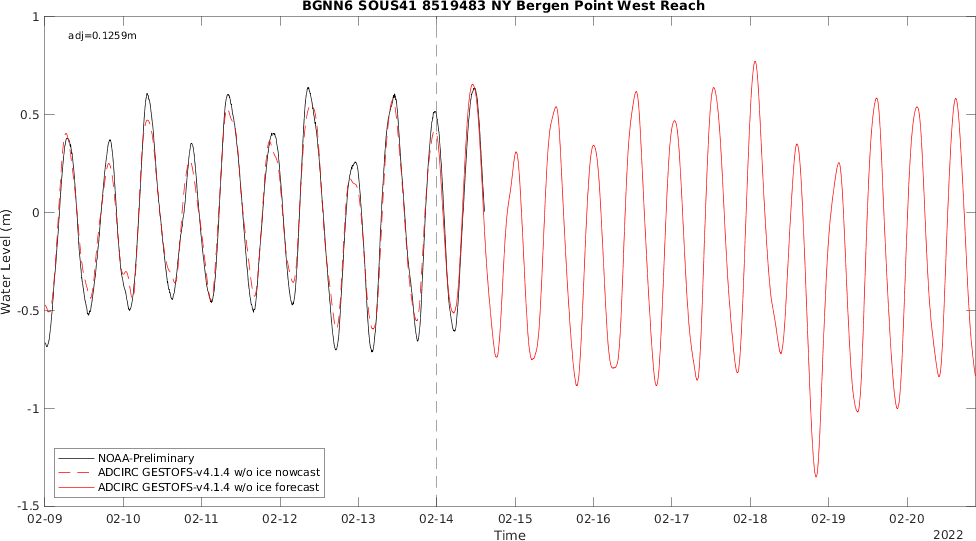 BGNN6 SOUS41 8519483 NY Bergen Point West Reach
adj=0.1259m
1
0.5
0
-0.5
-1
-1.5
Water Level (m)
NOAA-Preliminary
ADCIRC GESTOFS-v4.1.4 w/o ice nowcast
ADCIRC GESTOFS-v4.1.4 w/o ice forecast
02-09 02-10 02-11 02-12 02-13 02-14 02-15 02-16 02-17 02-18 02-19 02-20
Time
2022